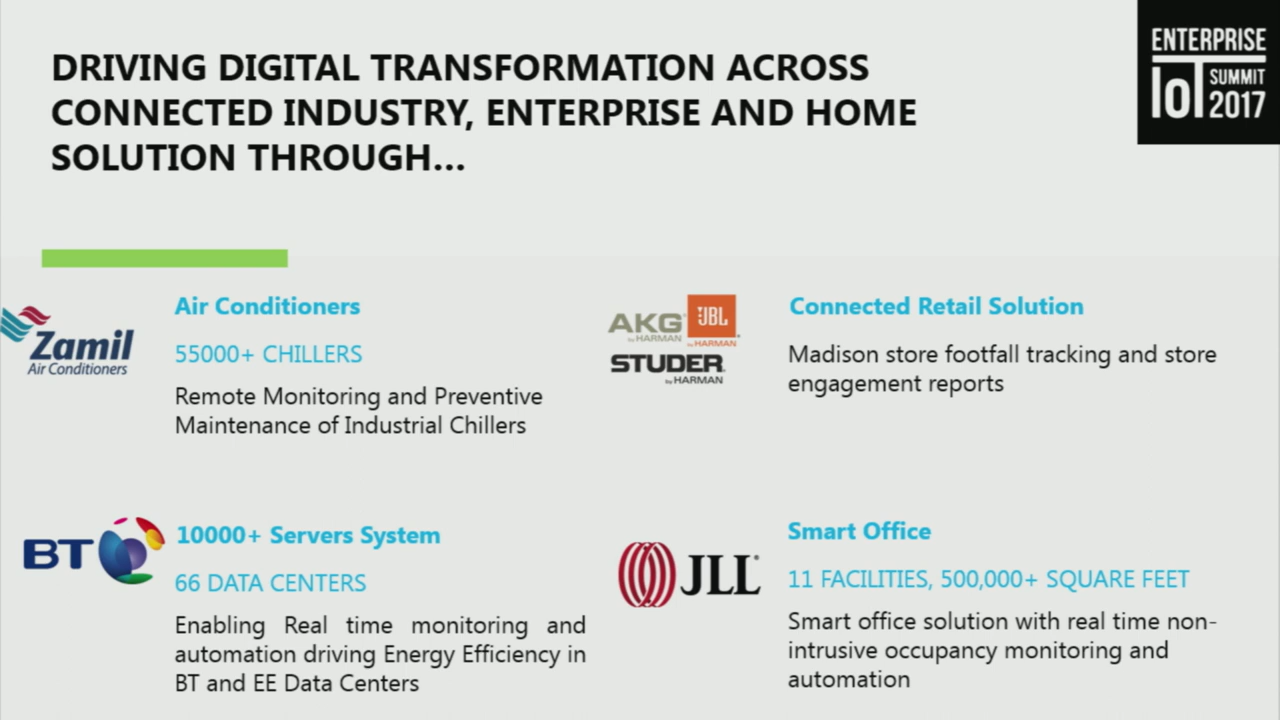 DRIVING DIGITAL TRANSFORMATION ACROSS
CONNECTED INDUSTRY, ENTERPRISE AND HOME
SOLUTION THROUGH...
ENTERPRISE
IoT SUMMIT
2017
Zamil
Air Conditioners
Air Conditioners
55000+ CHILLERS
Remote Monitoring and Preventive
Maintenance of Industrial Chillers
AKG
by HARMAN
JBL
by HARMAN
STUDER
by HARMAN
Connected Retail Solution
Madison store footfall tracking and store
engagement reports
BT
10000+ Servers System
66 DATA CENTERS
Enabling Real time monitoring and
automation driving Energy Efficiency in
BT and EE Data Centers
JLL®
Smart Office
11 FACILITIES, 500,000+ SQUARE FEET
Smart office solution with real time non-
intrusive occupancy monitoring and
automation